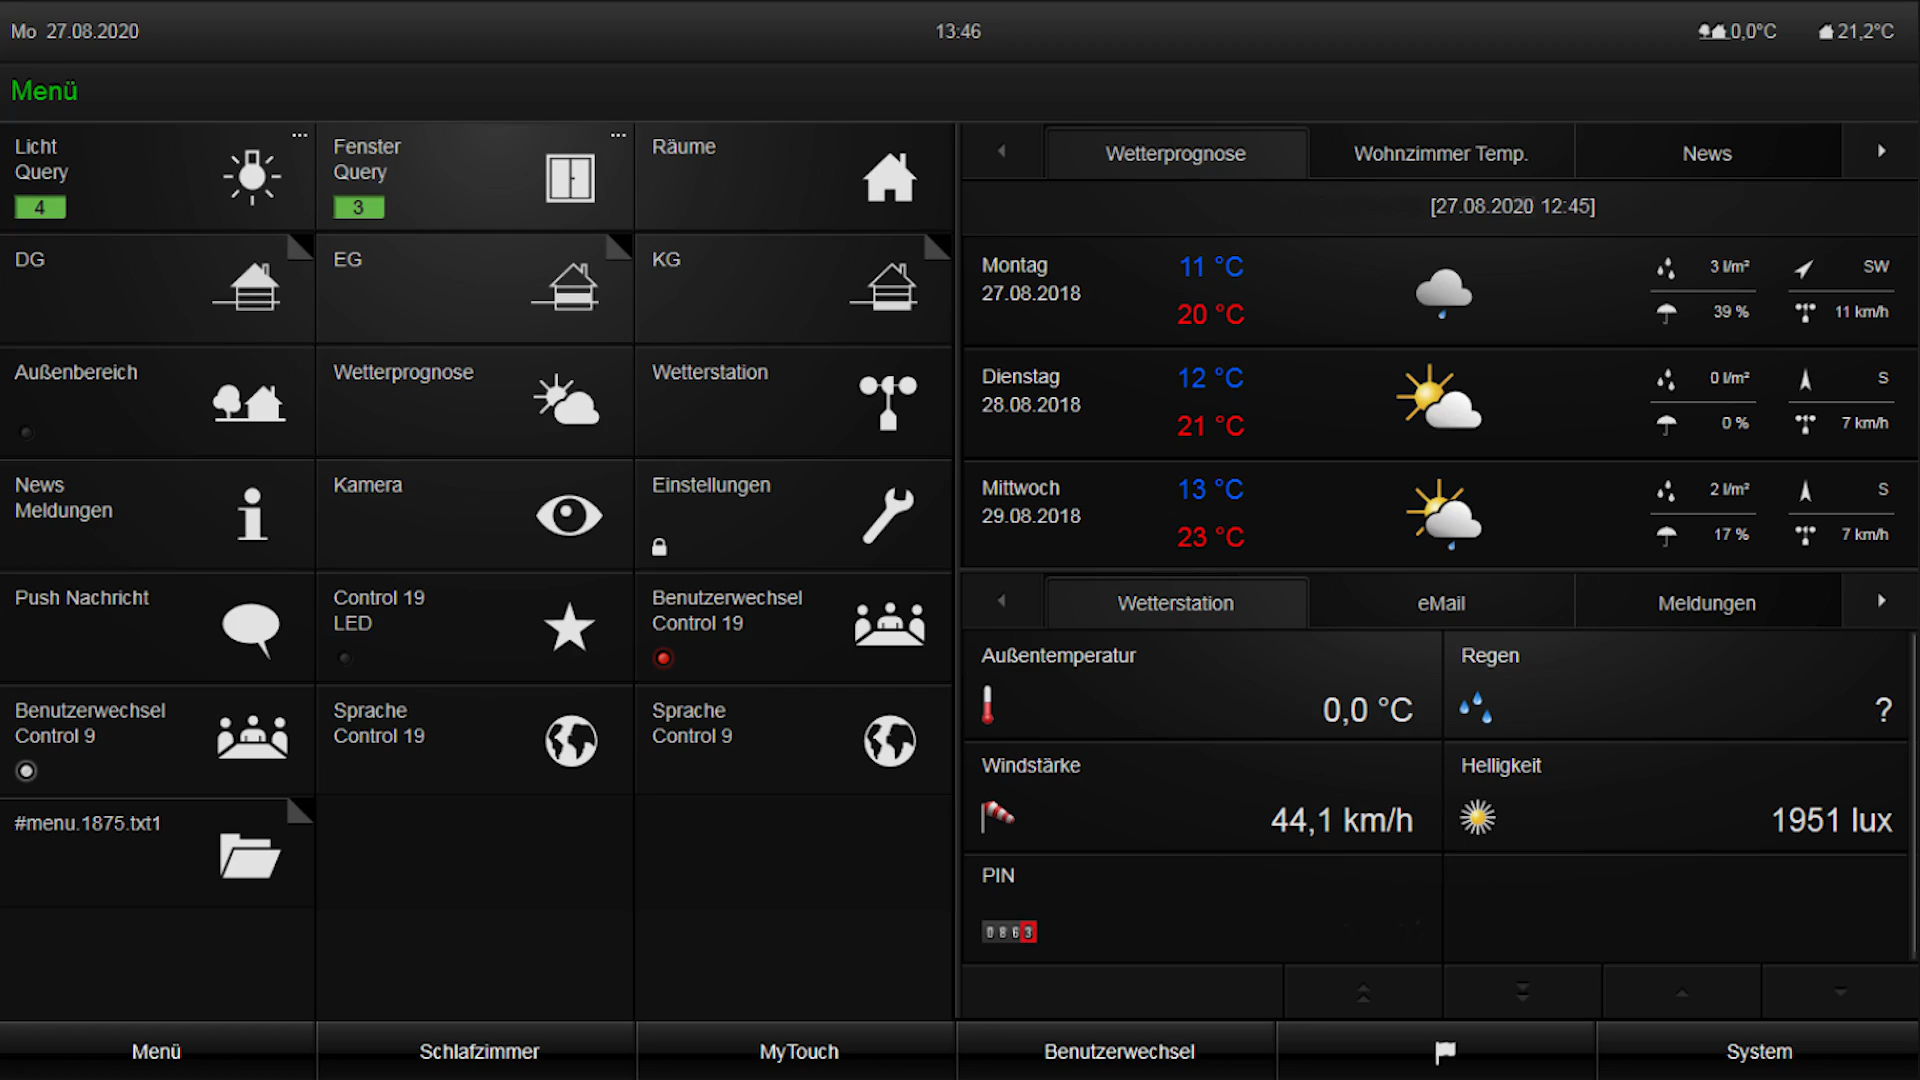 Mo 27.08.2020
13:46
0,0°C
21,2°C
Menü
Licht
Query
4
Fenster
Query
3
Räume
DG
EG
KG
Außenbereich
Wetterprognose
Wetterstation
News
Meldungen
Kamera
Einstellungen
Push Nachricht
Control 19
LED
Benutzerwechsel
Control 19
Benutzerwechsel
Control 9
Sprache
Control 19
Sprache
Control 9
#menu.1875.txt1
Wetterprognose
Wohnzimmer Temp.
News
[27.08.2020 12:45]
Montag
27.08.2018
11 °C
20 °C
3 l/m²
SW
39 %
11 km/h
Dienstag
28.08.2018
12 °C
21 °C
0 l/m²
S
0 %
7 km/h
Mittwoch
29.08.2018
13 °C
23 °C
2 l/m²
S
17 %
7 km/h
Wetterstation
eMail
Meldungen
Außentemperatur
0,0 °C
Regen
?
Windstärke
44,1 km/h
Helligkeit
1951 lux
PIN
0863
Menü
Schlafzimmer
MyTouch
Benutzerwechsel
System